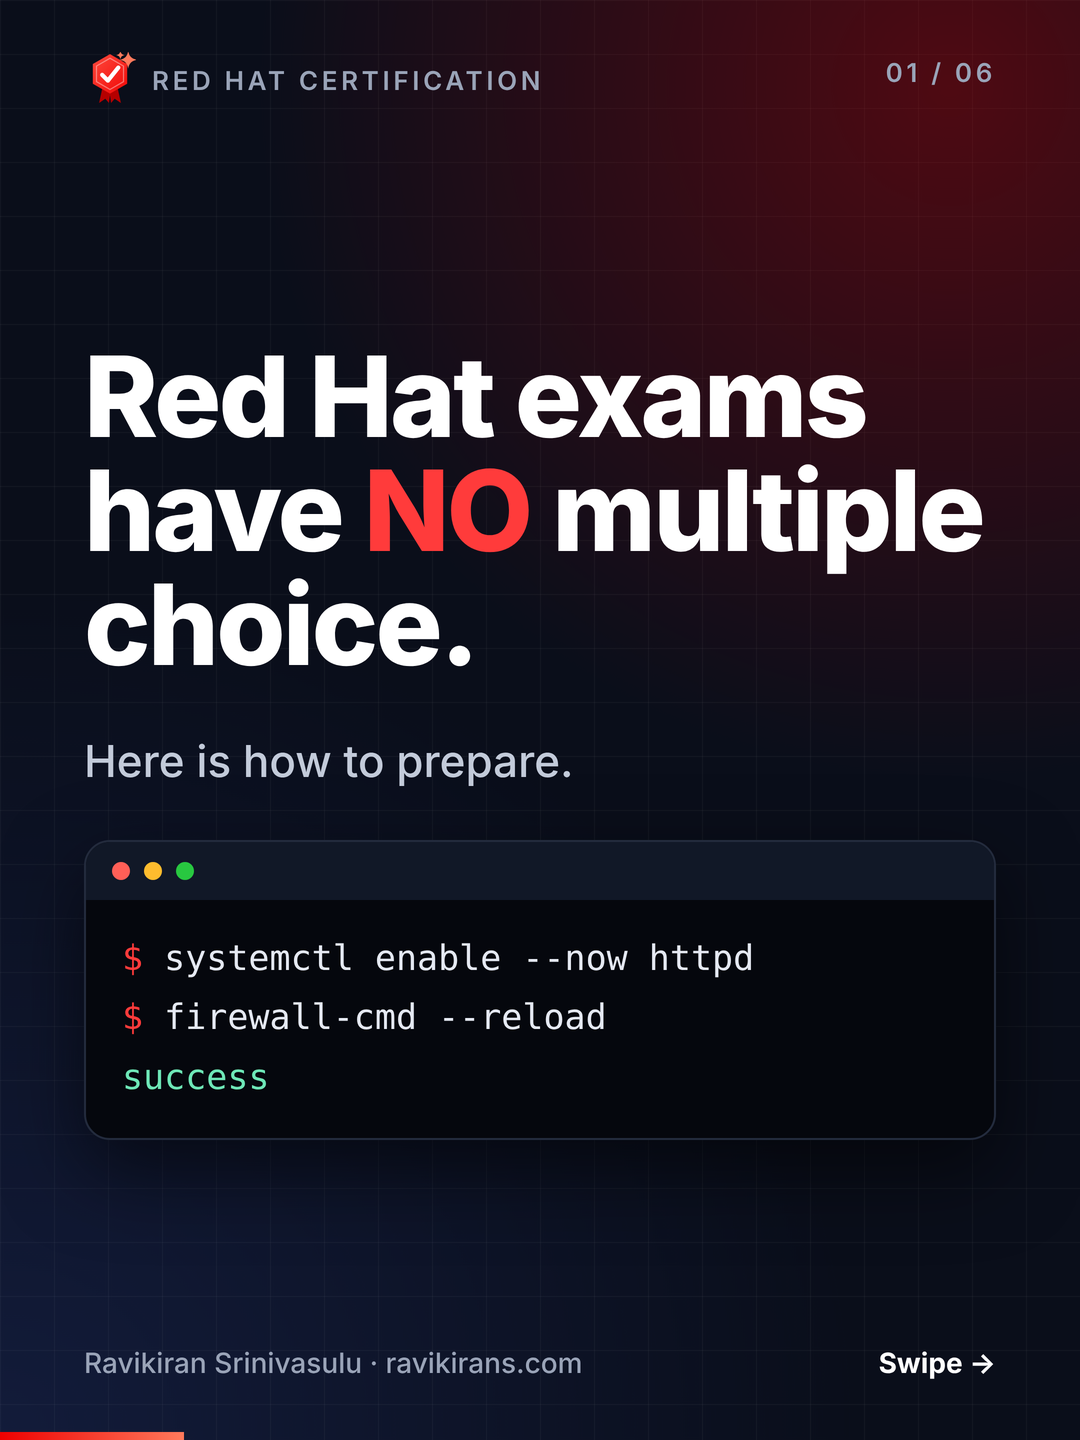 RED HAT CERTIFICATION
01 / 06
Red Hat exams
have NO multiple
choice.
Here is how to prepare.
$ systemctl enable --now httpd
$ firewall-cmd --reload
success
Ravikiran Srinivasulu · ravikirans.com
Swipe →